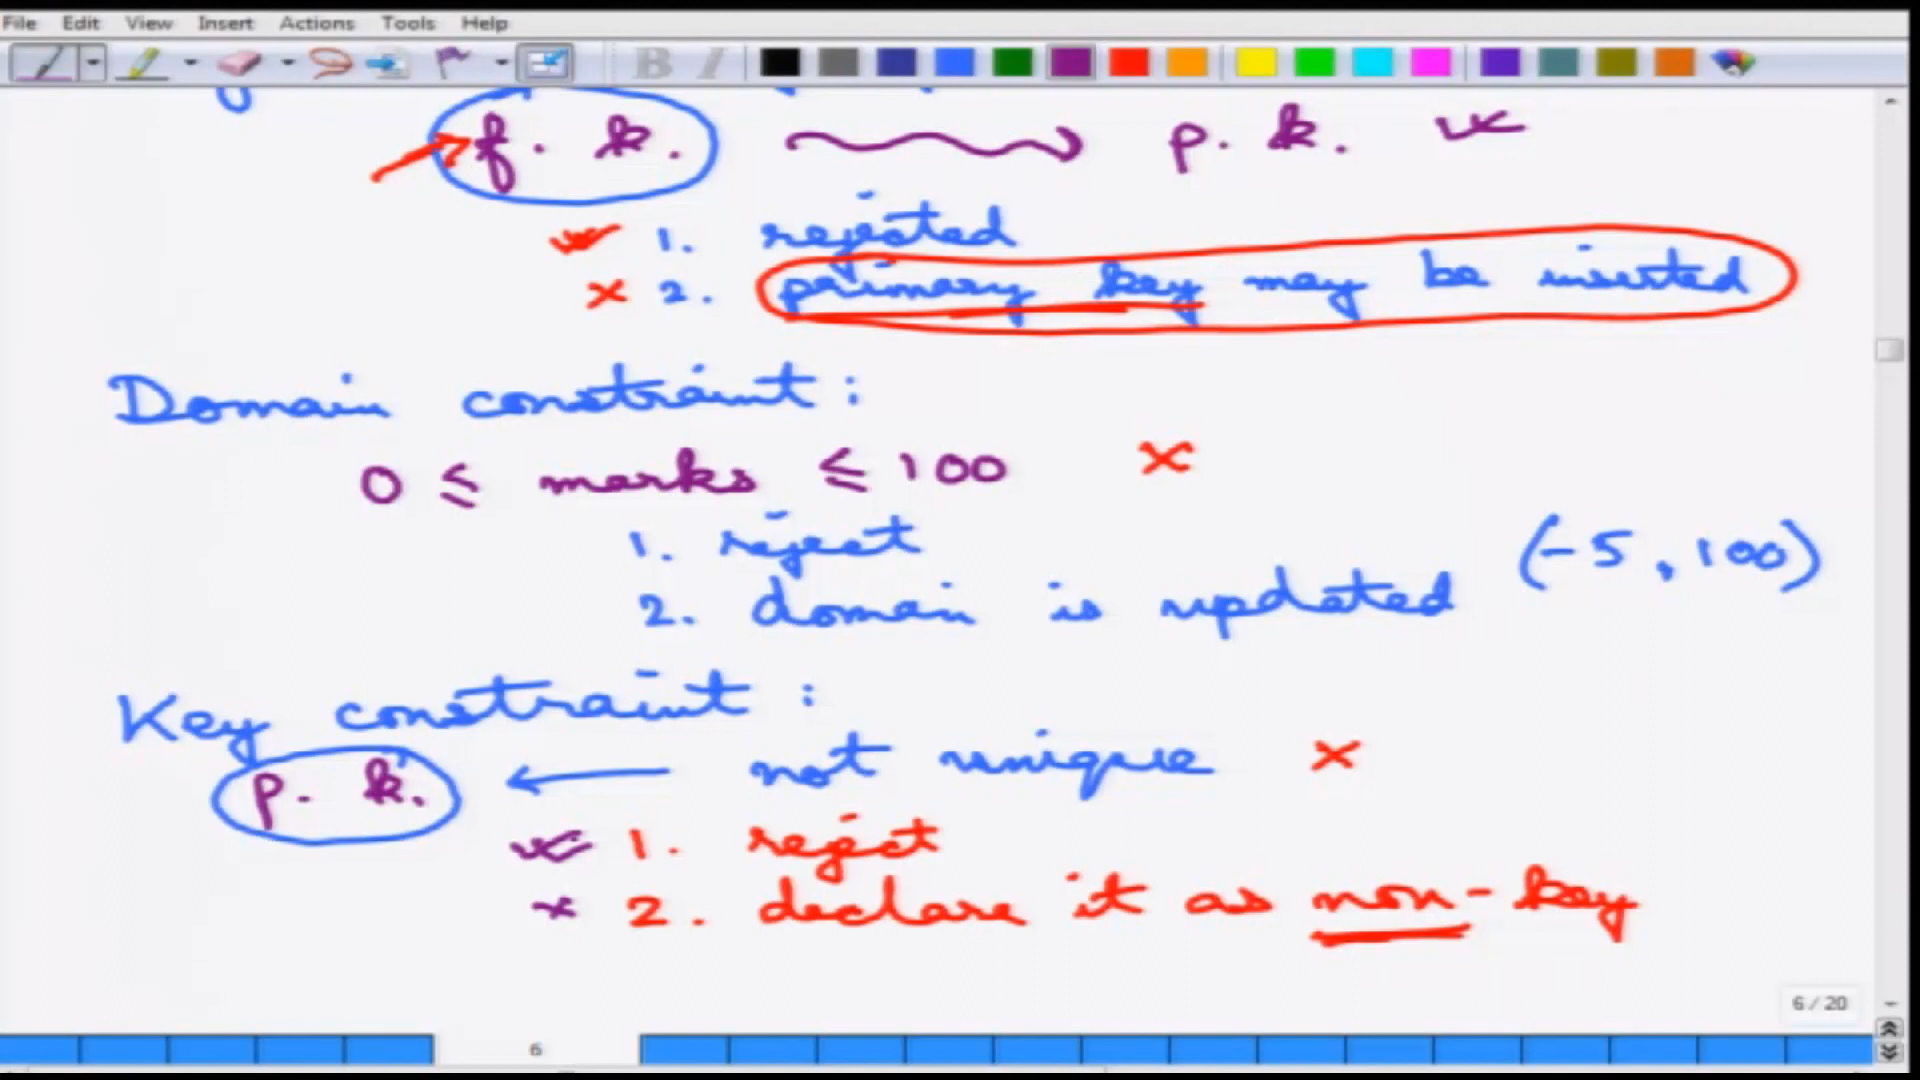 File Edit View Insert Actions Tools Help
B I
f. k. p. k.
1. rejected
2. primary key may be inserted
Domain constraint :
0 ≤ marks ≤ 100
1. reject
2. domain is updated (-5, 100)
Key constraint :
p. k. ← not unique
1. reject
2. declare it as non-key
6 / 20
6